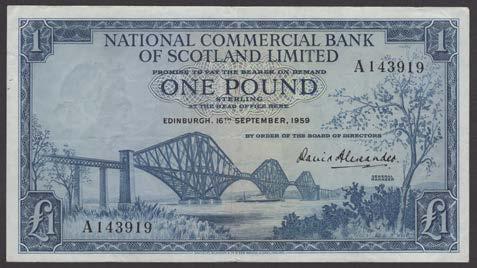 1
1
NATIONAL COMMERCIAL BANK
OF SCOTLAND LIMITED
A 143919
PROMISE TO PAY THE BEARER ON DEMAND
ONE POUND
STERLING
AT THE HEAD OFFICE HERE
EDINBURGH. 16TH SEPTEMBER, 1959
BY ORDER OF THE BOARD OF DIRECTORS
David Alexander.
GENERAL
MANAGER
£1
A 143919
£1